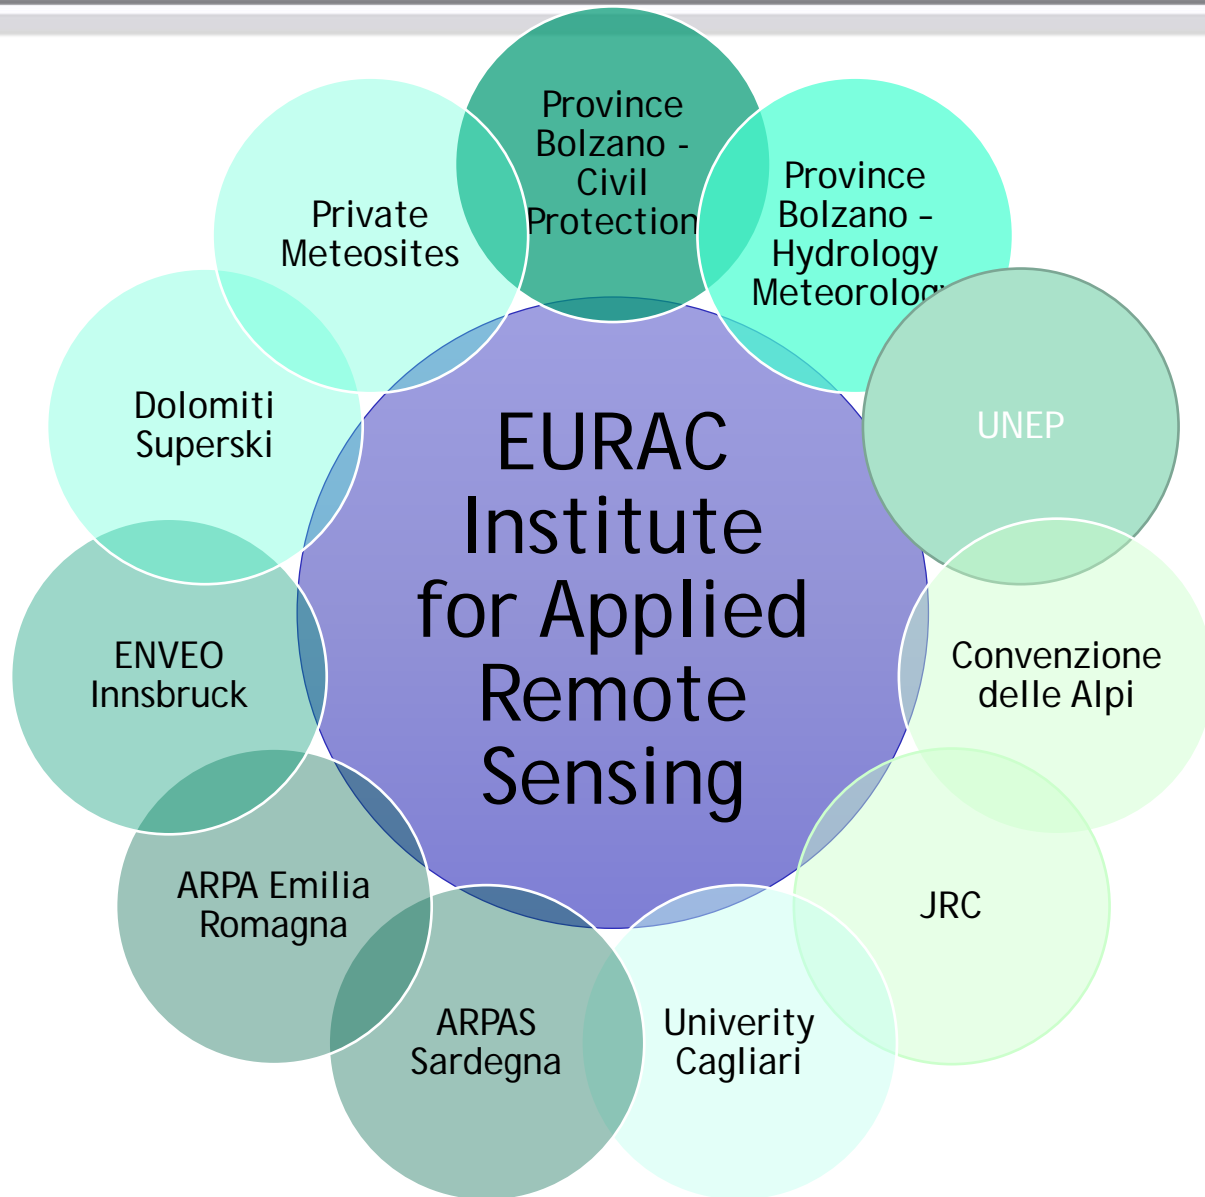 Province
Bolzano -
Civil
Protection
Province
Bolzano –
Hydrology
Meteorology
UNEP
Convenzione
delle Alpi
JRC
Univerity
Cagliari
ARPAS
Sardegna
ARPA Emilia
Romagna
ENVEO
Innsbruck
Dolomiti
Superski
Private
Meteosites
EURAC
Institute
for Applied
Remote
Sensing